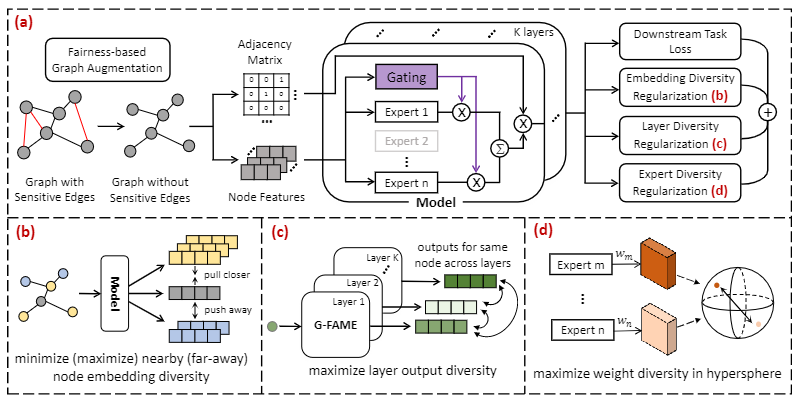 (a)
Fairness-based
Graph Augmentation
Graph with
Sensitive Edges
Graph without
Sensitive Edges
Adjacency
Matrix
0 0 1
0 1 0
0 0 0
...
Node Features
K layers
Gating
Expert 1
Expert 2
Expert n
X
X
Σ
X
Model
Downstream Task
Loss
Embedding Diversity
Regularization (b)
Layer Diversity
Regularization (c)
Expert Diversity
Regularization (d)
+
(b)
Model
pull closer
push away
minimize (maximize) nearby (far-away)
node embedding diversity
(c)
Layer K
Layer 2
Layer 1
G-FAME
outputs for same
node across layers
maximize layer output diversity
(d)
Expert m
wm
Expert n
wn
maximize weight diversity in hypersphere